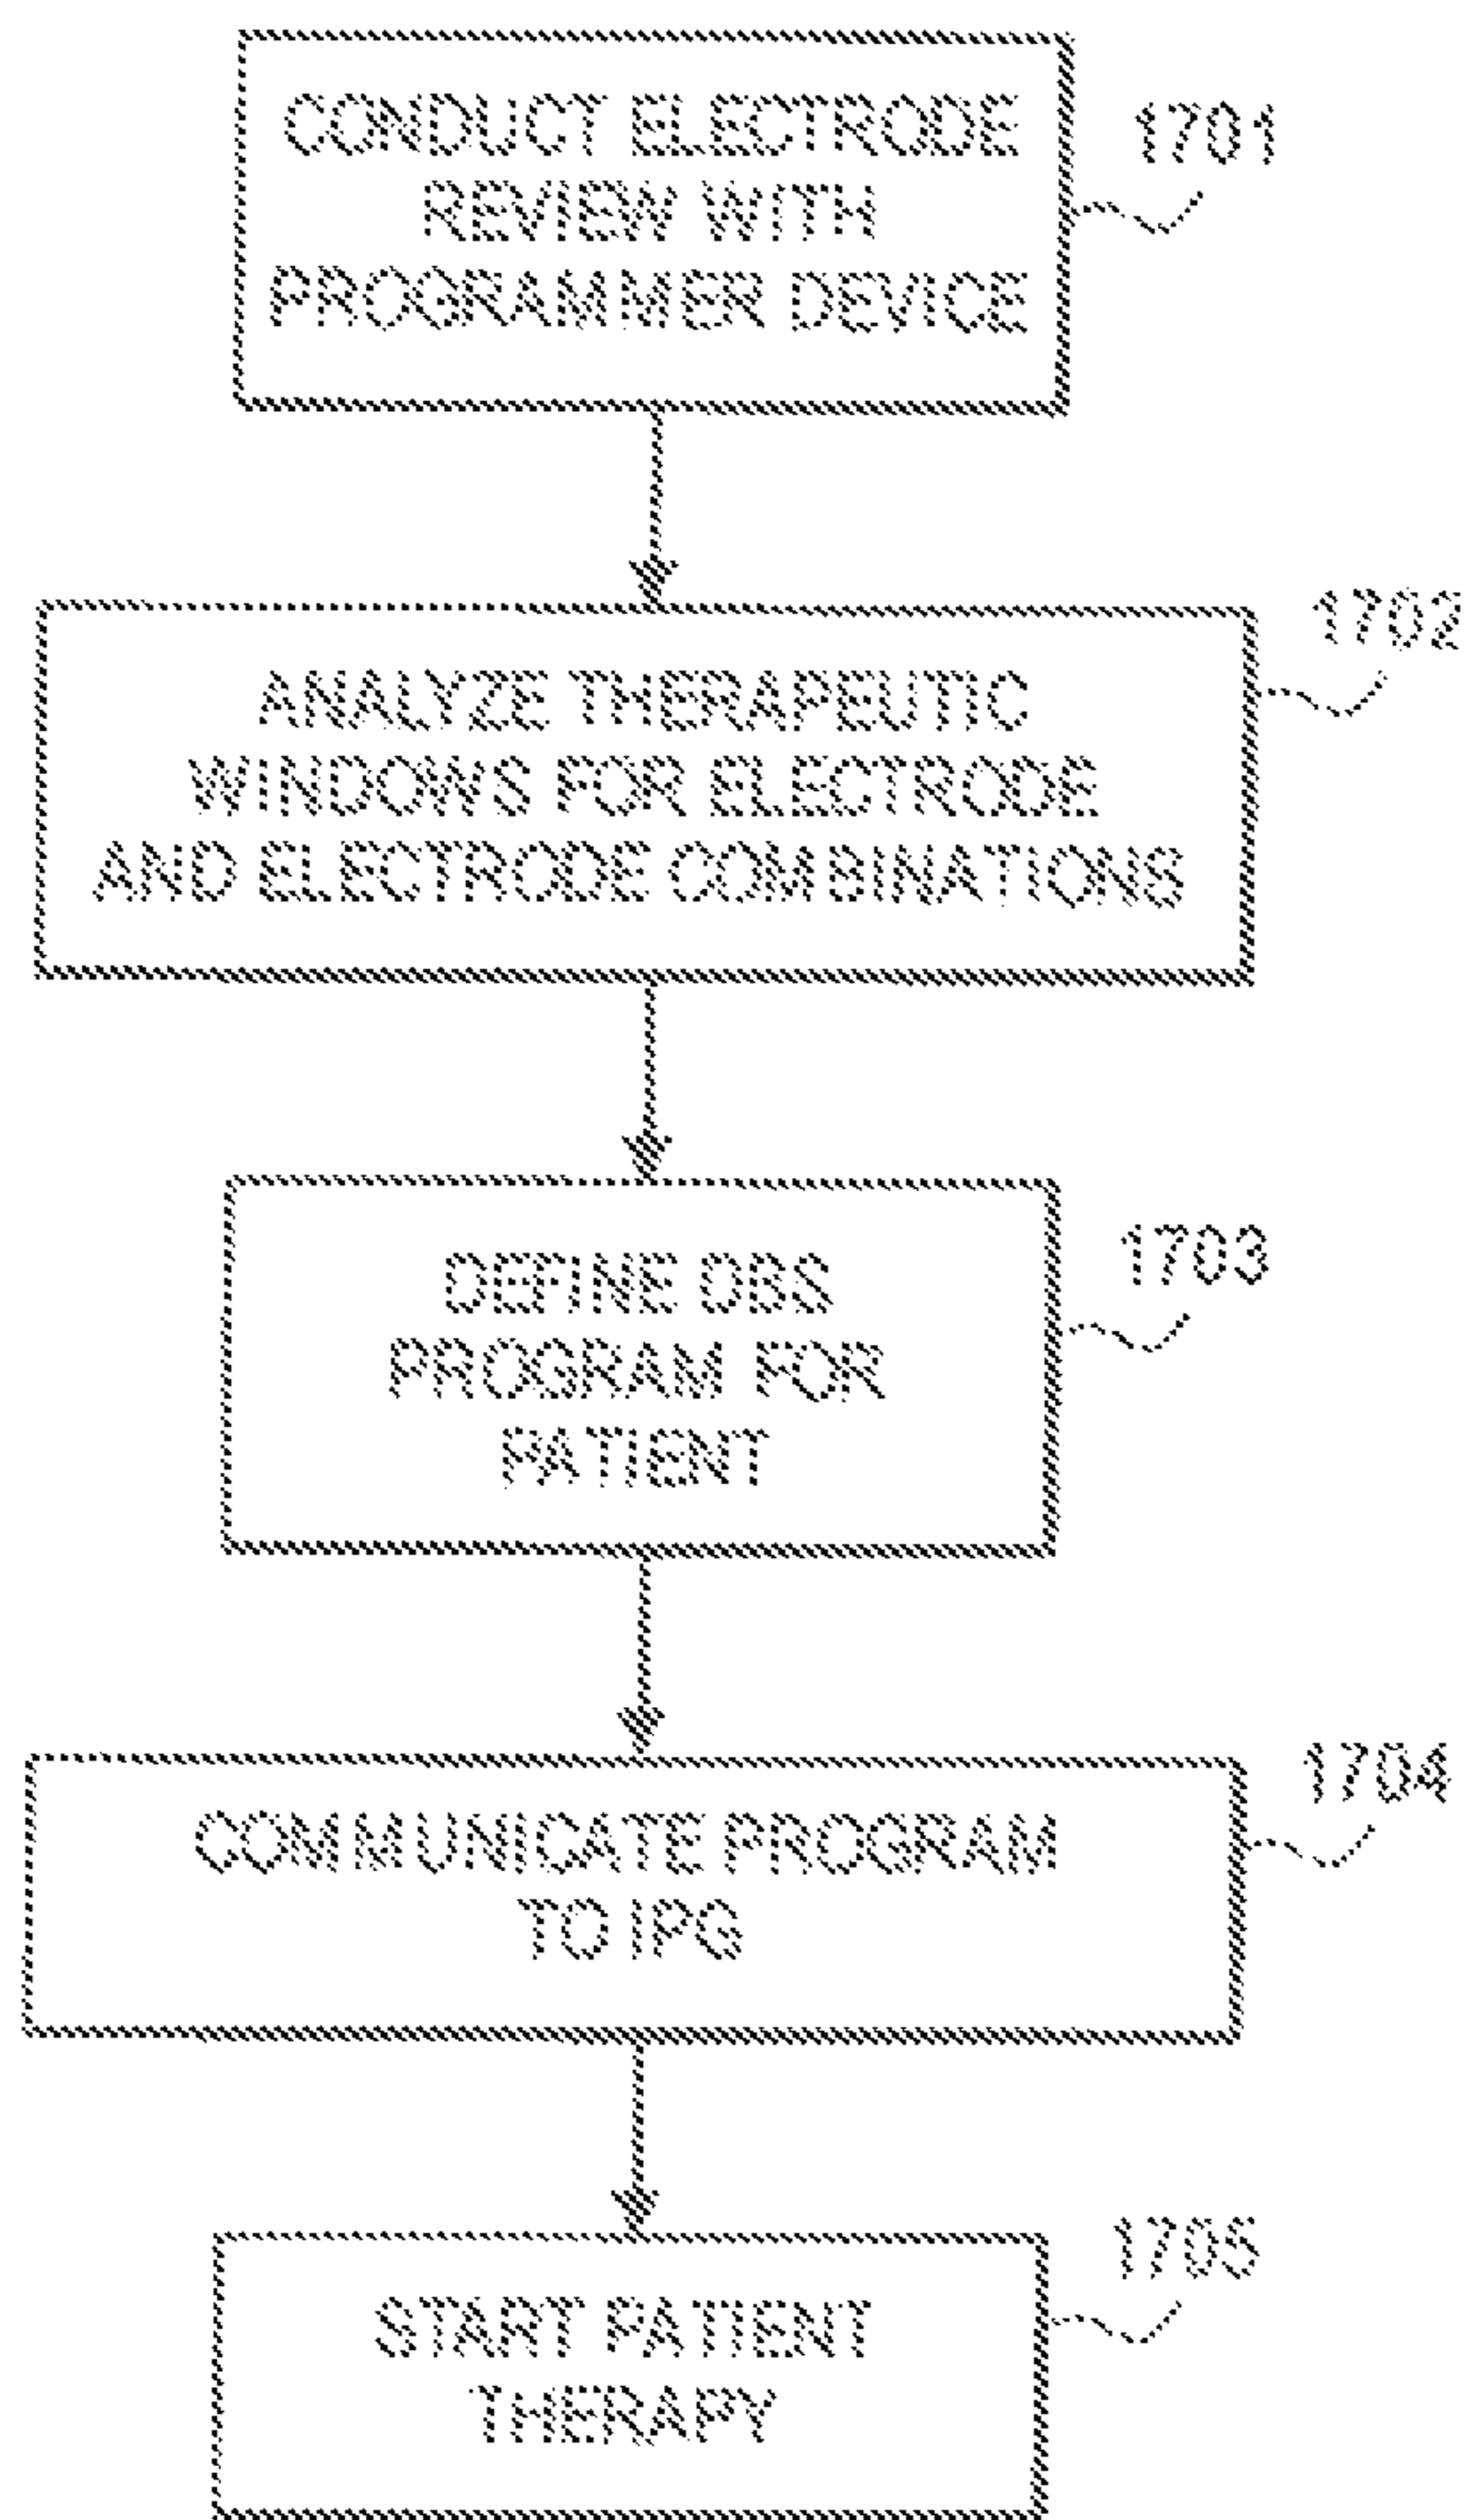 CONDUCT ELECTRODE
REVIEW WITH
PROGRAMMER DEVICE
1701
ANALYZE THERAPEUTIC
WINDOWS FOR ELECTRODE
AND ELECTRODE COMBINATIONS
1702
DEFINE DBS
PROGRAM FOR
PATIENT
1703
COMMUNICATE PROGRAM
TO IPG
1704
START PATIENT
THERAPY
1705